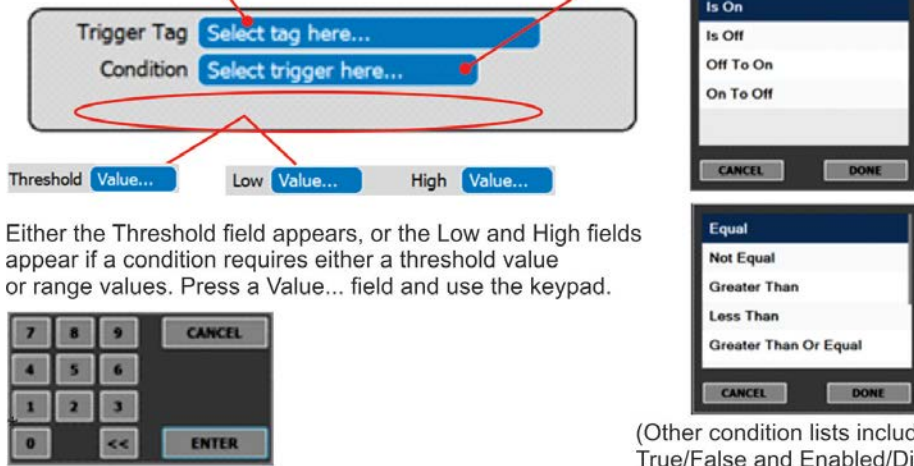 Trigger Tag Select tag here...
Condition Select trigger here...
Threshold Value... Low Value... High Value...
Either the Threshold field appears, or the Low and High fields
appear if a condition requires either a threshold value
or range values. Press a Value... field and use the keypad.
7 8 9 CANCEL
4 5 6
1 2 3
0 << ENTER
Is On
Is Off
Off To On
On To Off
CANCEL DONE
Equal
Not Equal
Greater Than
Less Than
Greater Than Or Equal
CANCEL DONE
(Other condition lists includ
True/False and Enabled/Di